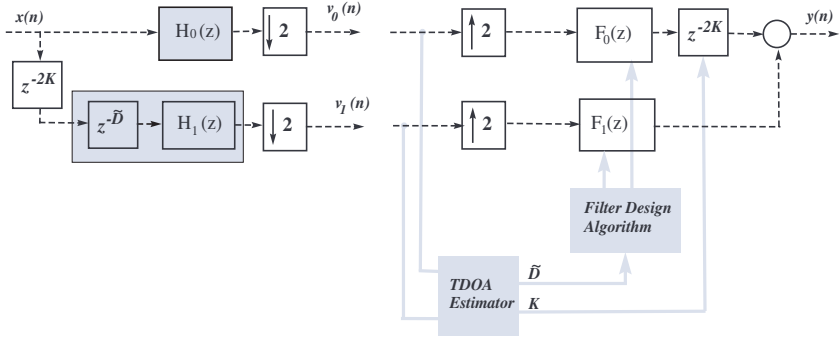 x(n)
H₀(z)
2
v₀(n)
2
F₀(z)
z⁻²ᴷ
y(n)
z⁻²ᴷ
z^-D̃
H₁(z)
2
v₁(n)
2
F₁(z)
Filter Design
Algorithm
TDOA
Estimator
D̃
K